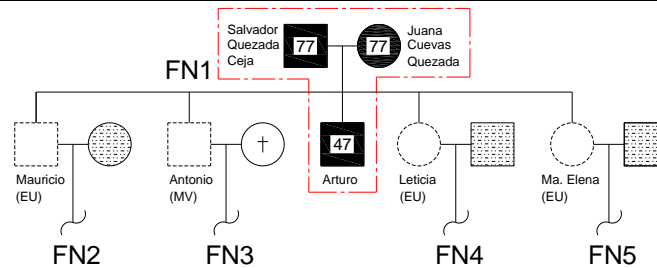 Salvador
Quezada
Ceja
77
77
Juana
Cuevas
Quezada
FN1
47
Mauricio
(EU)
Antonio
(MV)
Arturo
Leticia
(EU)
Ma. Elena
(EU)
FN2
FN3
FN4
FN5